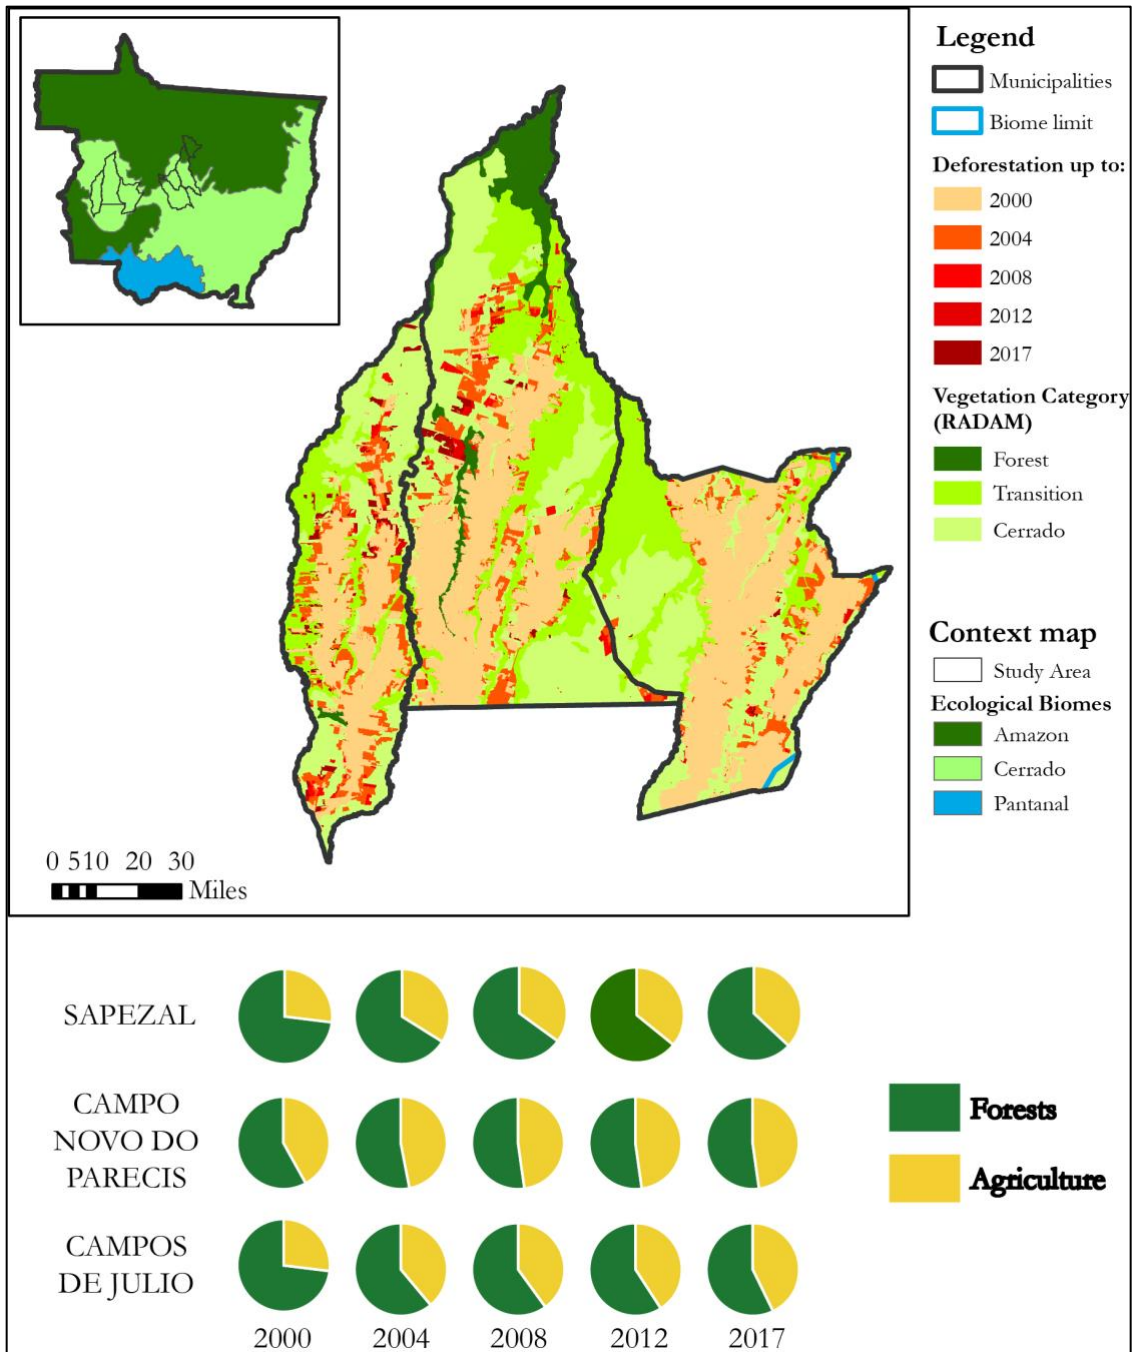 Legend
Municipalities
Biome limit
Deforestation up to:
2000
2004
2008
2012
2017
Vegetation Category
(RADAM)
Forest
Transition
Cerrado
Context map
Study Area
Ecological Biomes
Amazon
Cerrado
Pantanal
0 510 20 30
Miles
SAPEZAL
CAMPO
NOVO DO
PARECIS
CAMPOS
DE JULIO
2000 2004 2008 2012 2017
Forests
Agriculture